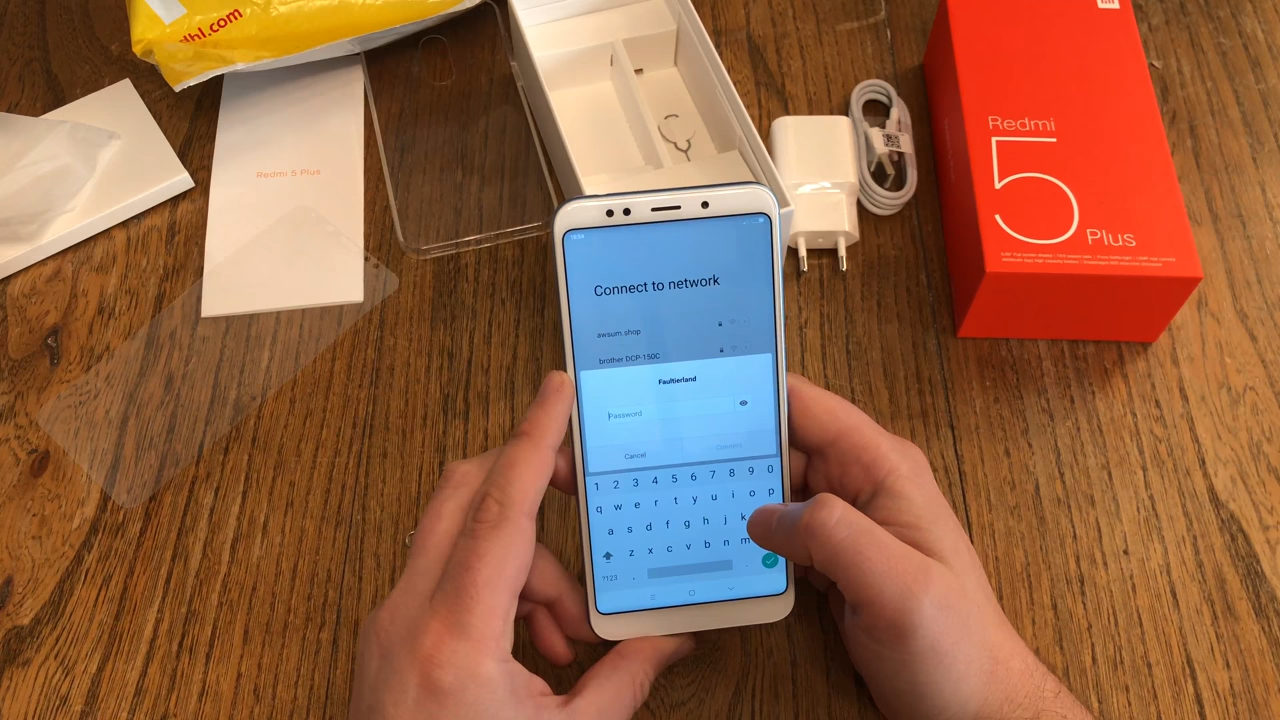 dhl.com
Redmi 5 Plus
Redmi
5
Plus
Connect to network
awsum.shop
brother DCP-150C
Faultierland
Password
Cancel
Connect
1 2 3 4 5 6 7 8 9 0
q w e r t y u i o p
a s d f g h j k
z x c v b n m
?123 , .